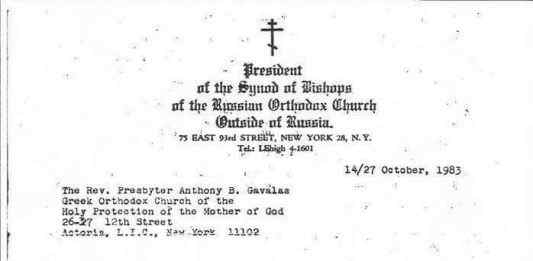 President
of the Synod of Bishops
of the Russian Orthodox Church
Outside of Russia.
75 EAST 93rd STREET, NEW YORK 28, N.Y.
Tel.: LEhigh 4-1601
14/27 October, 1983
The Rev. Presbyter Anthony B. Gavalas
Greek Orthodox Church of the
Holy Protection of the Mother of God
26-37 12th Street
Astoria, L.I.C., New York 11102